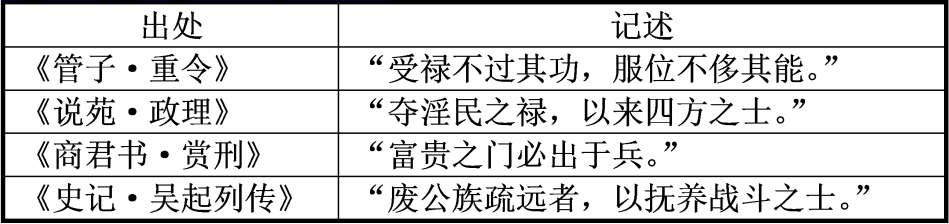 出处 记述
《管子·重令》 “受禄不过其功，服位不侈其能。”
《说苑·政理》 “夺淫民之禄，以来四方之士。”
《商君书·赏刑》 “富贵之门必出于兵。”
《史记·吴起列传》 “废公族疏远者，以抚养战斗之士。”